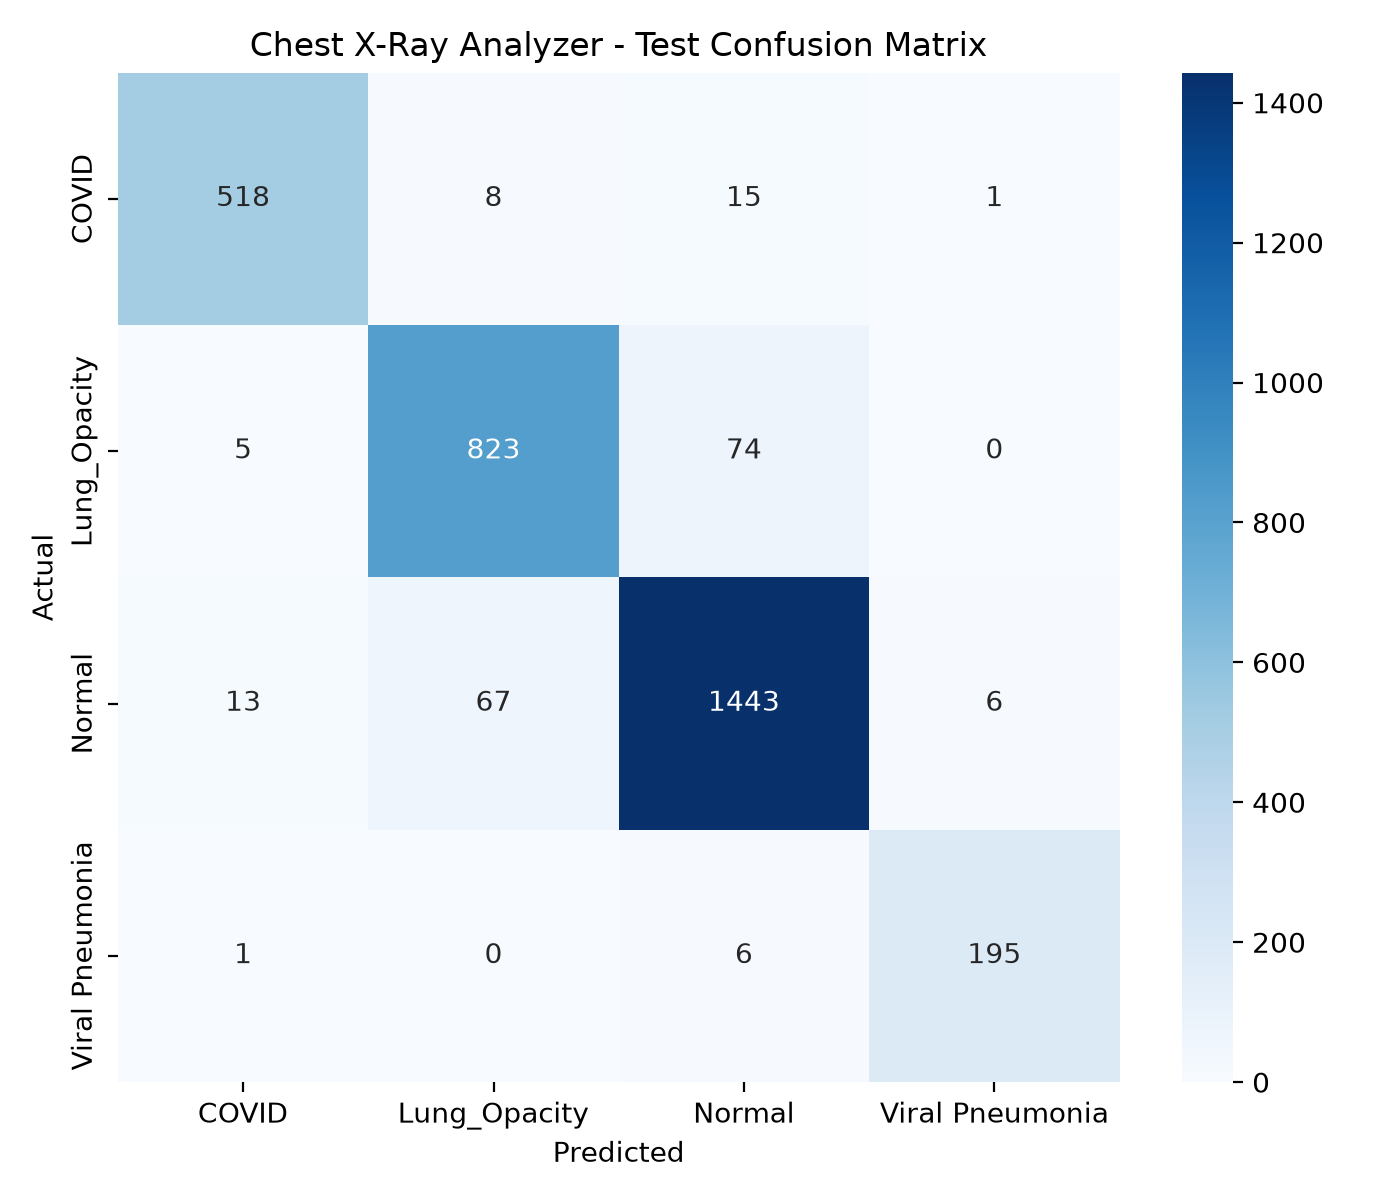 Chest X-Ray Analyzer - Test Confusion Matrix
Actual
COVID
518 8 15 1
Lung_Opacity
5 823 74 0
Normal
13 67 1443 6
Viral Pneumonia
1 0 6 195
COVID Lung_Opacity Normal Viral Pneumonia
Predicted
1400
1200
1000
800
600
400
200
0